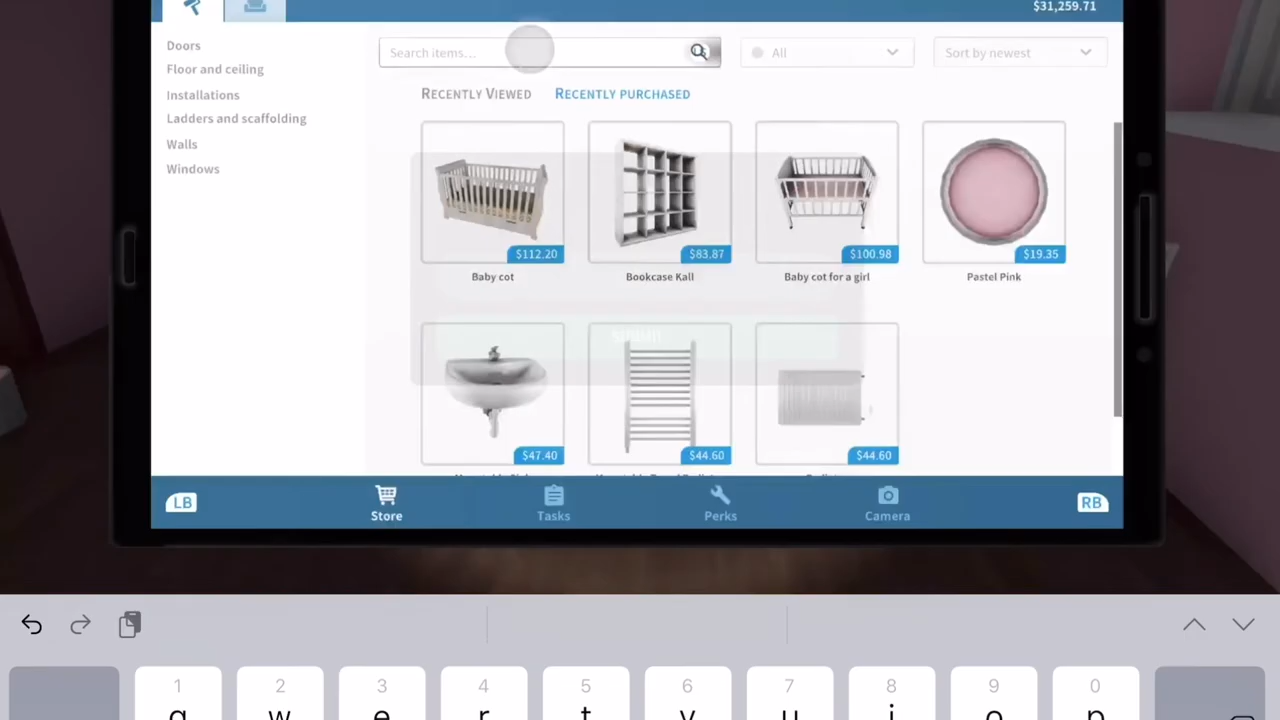 $31,259.71
Doors
Floor and ceiling
Installations
Ladders and scaffolding
Walls
Windows
Search items...
All
Sort by newest
RECENTLY VIEWED
RECENTLY PURCHASED
$112.20
$83.87
$100.98
$19.35
Baby cot
Bookcase Kall
Baby cot for a girl
Pastel Pink
$47.40
$44.60
$44.60
LB
Store
Tasks
Perks
Camera
RB
1 2 3 4 5 6 7 8 9 0
q w e r t y u i o p